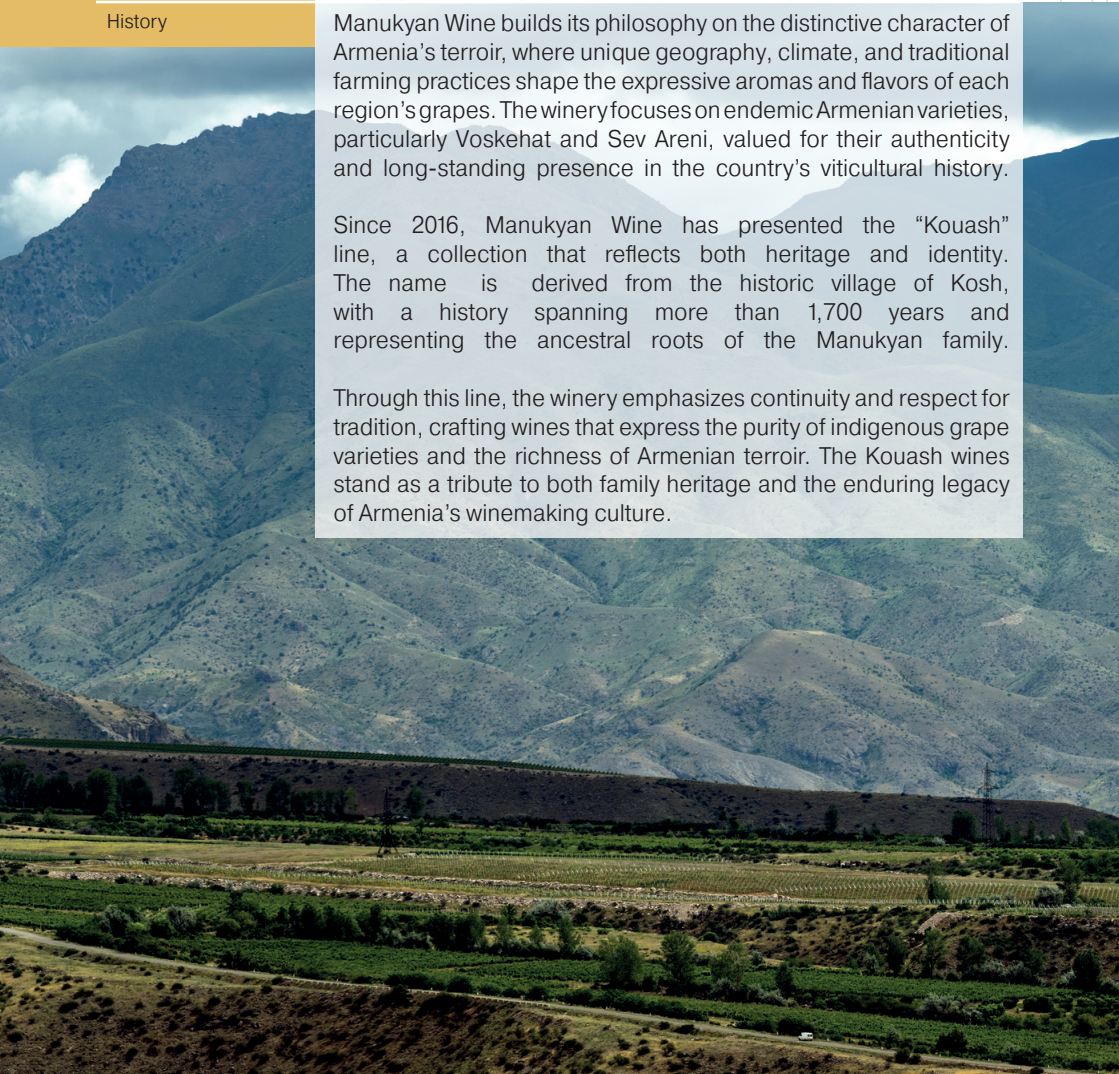 History
Manukyan Wine builds its philosophy on the distinctive character of
Armenia’s terroir, where unique geography, climate, and traditional
farming practices shape the expressive aromas and flavors of each
region’s grapes. The winery focuses on endemic Armenian varieties,
particularly Voskehat and Sev Areni, valued for their authenticity
and long-standing presence in the country’s viticultural history.
Since 2016, Manukyan Wine has presented the “Kouash”
line, a collection that reflects both heritage and identity.
The name is derived from the historic village of Kosh,
with a history spanning more than 1,700 years and
representing the ancestral roots of the Manukyan family.
Through this line, the winery emphasizes continuity and respect for
tradition, crafting wines that express the purity of indigenous grape
varieties and the richness of Armenian terroir. The Kouash wines
stand as a tribute to both family heritage and the enduring legacy
of Armenia’s winemaking culture.